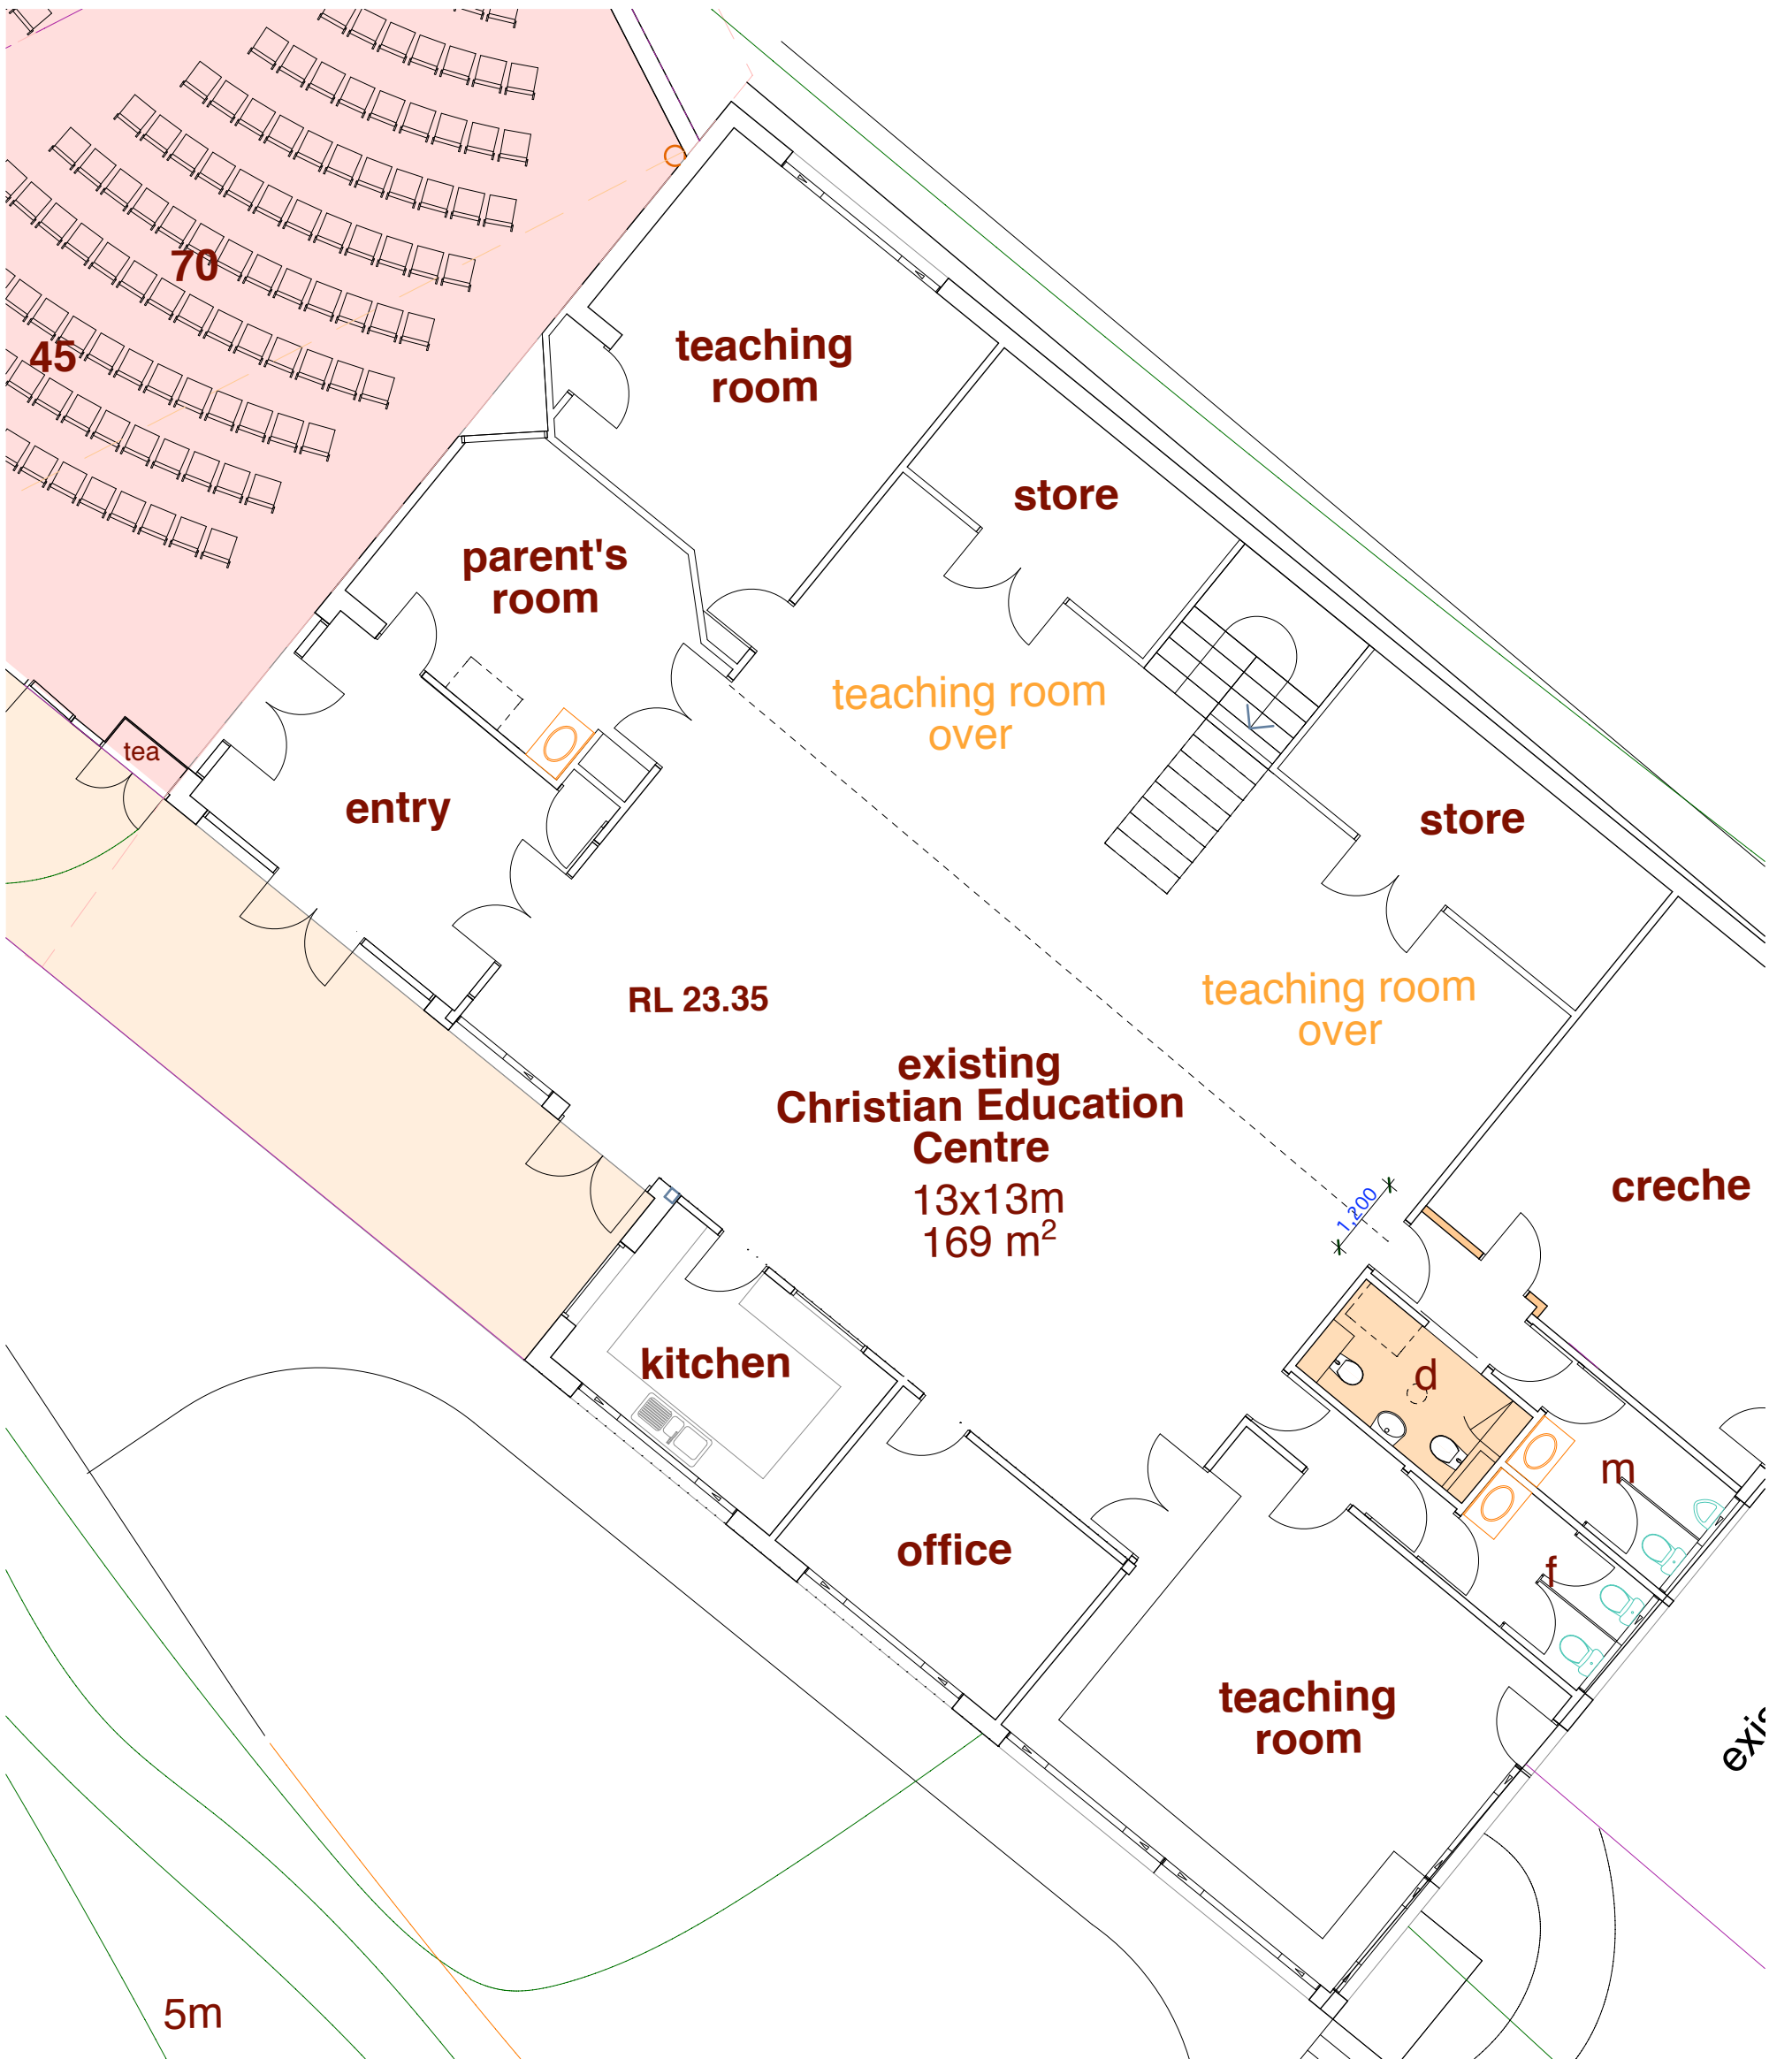 70
45
teaching
room
store
parent's
room
teaching room
over
tea
entry
store
RL 23.35
teaching room
over
existing
Christian Education
Centre
13x13m
169 m²
creche
1,200
kitchen
d
m
office
f
teaching
room
exis
5m